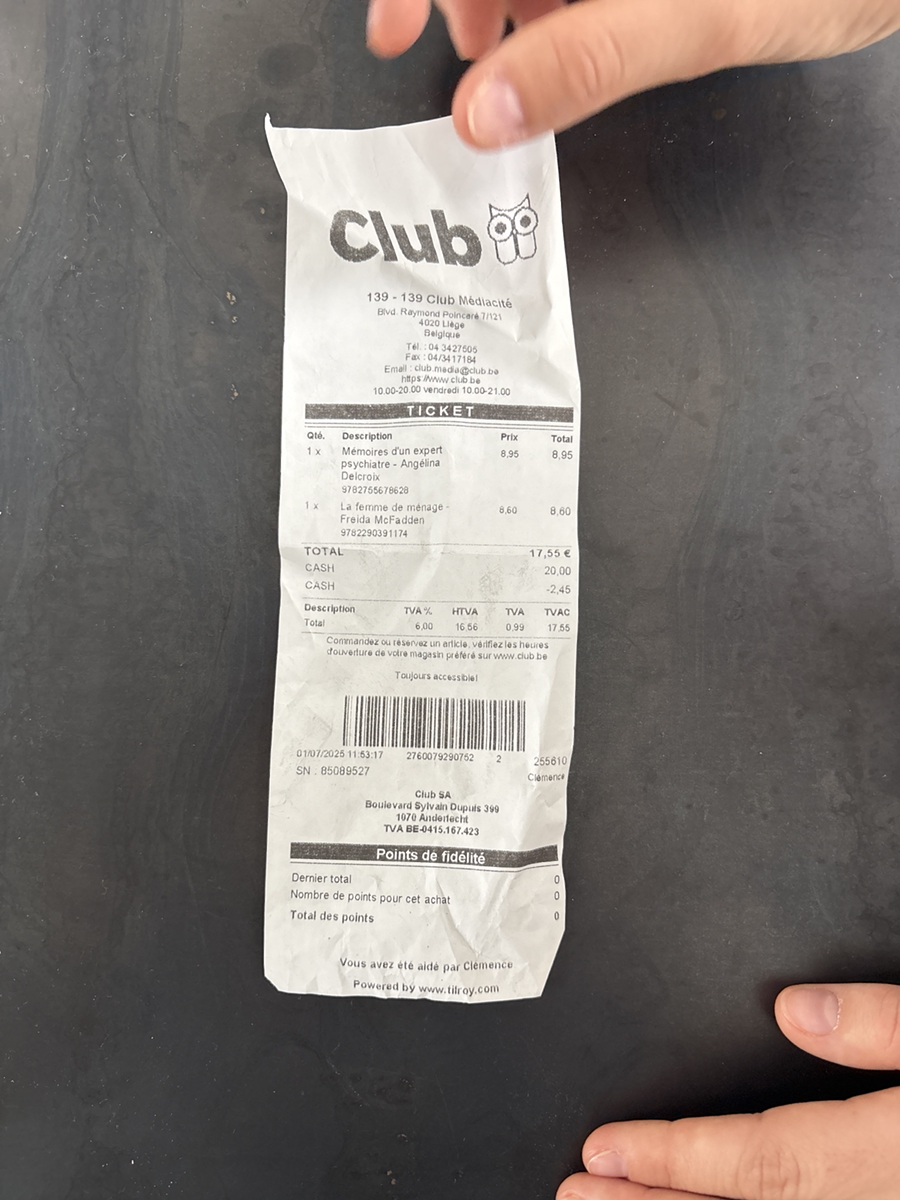 Club
139 - 139 Club Médiacité
Blvd. Raymond Poincaré 7/121
4020 Liège
Belgique
Tél. : 04 3427605
Fax : 04/3417184
Email : club.media@club.be
https://www.club.be
10.00-20.00 vendredi 10.00-21.00
TICKET
Qté. Description Prix Total
1 x Mémoires d'un expert 8,95 8,95
psychiatre - Angélina
Delcroix
9782755678628
1 x La femme de ménage - 8,60 8,60
Freida McFadden
9782290391174
TOTAL 17,55 €
CASH 20,00
CASH -2,45
Description TVA % HTVA TVA TVAC
Total 6,00 16,56 0,99 17,55
Commandez ou réservez un article, vérifiez les heures
d'ouverture de votre magasin préféré sur www.club.be
Toujours accessible!
01/07/2025 11:53:17 2760079290752 2 255610
SN : 85089527 Clémence
Club SA
Boulevard Sylvain Dupuis 399
1070 Anderlecht
TVA BE-0415.167.423
Points de fidélité
Dernier total 0
Nombre de points pour cet achat 0
Total des points 0
Vous avez été aidé par Clémence
Powered by www.tilroy.com